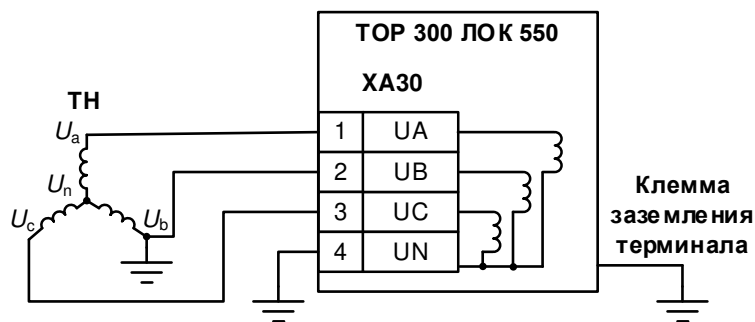 ТОР 300 ЛОК 550
XA30
ТН
Ua
Un
Uc
Ub
1 UA
2 UB
3 UC
4 UN
Клемма
заземления
терминала